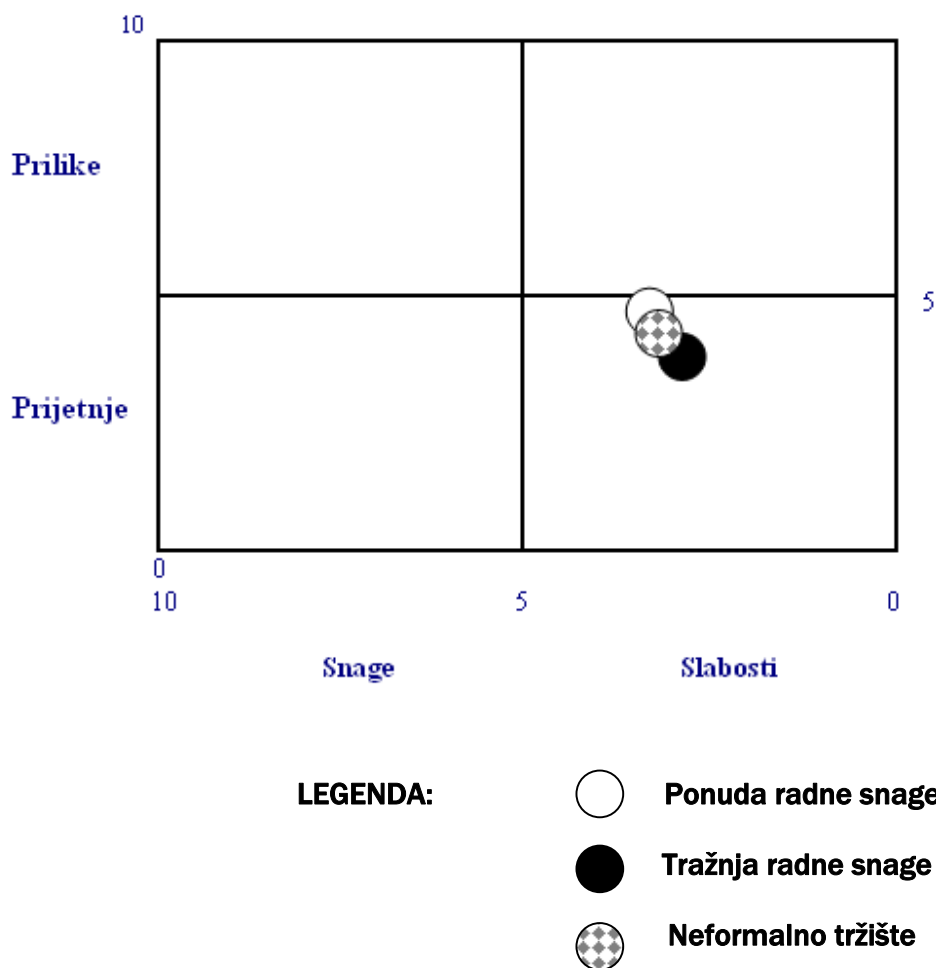 10
Prilike
5
Prijetnje
0
10 5 0
Snage Slabosti
LEGENDA: Ponuda radne snage
Tražnja radne snage
Neformalno tržište